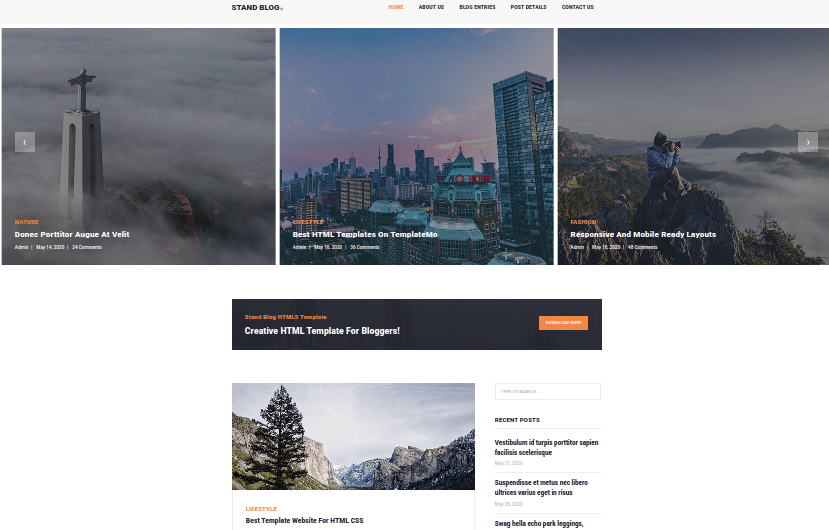 STAND BLOG.
HOME ABOUT US BLOG ENTRIES POST DETAILS CONTACT US
NATURE
Donec Porttitor Augue At Velit
Admin | May 14, 2020 | 24 Comments
LIFESTYLE
Best HTML Templates On TemplateMo
Admin | May 16, 2020 | 36 Comments
FASHION
Responsive And Mobile Ready Layouts
Admin | May 18, 2020 | 48 Comments
Stand Blog HTML5 Template
Creative HTML Template For Bloggers!
DOWNLOAD NOW!
TYPE TO SEARCH...
RECENT POSTS
Vestibulum id turpis porttitor sapien
facilisis scelerisque
May 31, 2020
Suspendisse et metus nec libero
ultrices varius eget in risus
May 28, 2020
Swag hella echo park leggings,
LIFESTYLE
Best Template Website For HTML CSS